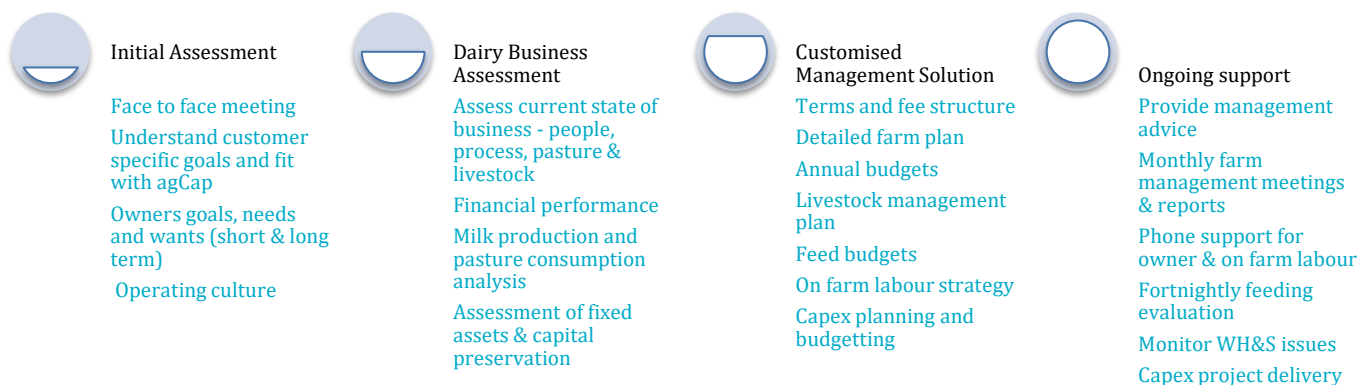 Initial Assessment
Face to face meeting
Understand customer
specific goals and fit
with agCap
Owners goals, needs
and wants (short & long
term)
Operating culture
Dairy Business
Assessment
Assess current state of
business - people,
process, pasture &
livestock
Financial performance
Milk production and
pasture consumption
analysis
Assessment of fixed
assets & capital
preservation
Customised
Management Solution
Terms and fee structure
Detailed farm plan
Annual budgets
Livestock management
plan
Feed budgets
On farm labour strategy
Capex planning and
budgetting
Ongoing support
Provide management
advice
Monthly farm
management meetings
& reports
Phone support for
owner & on farm labour
Fortnightly feeding
evaluation
Monitor WH&S issues
Capex project delivery